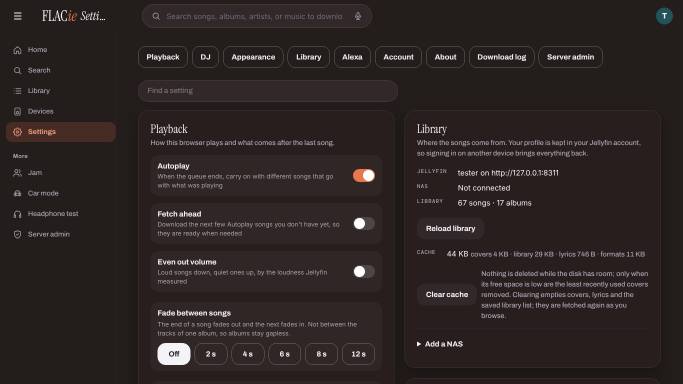 FLACie Setti...
Search songs, albums, artists, or music to downlo
T
Home
Search
Library
Devices
Settings
More
Jam
Car mode
Headphone test
Server admin
Playback
DJ
Appearance
Library
Alexa
Account
About
Download log
Server admin
Find a setting
Playback
How this browser plays and what comes after the last song.
Autoplay
When the queue ends, carry on with different songs that go
with what was playing
Fetch ahead
Download the next few Autoplay songs you don't have yet, so
they are ready when needed
Even out volume
Loud songs down, quiet ones up, by the loudness Jellyfin
measured
Fade between songs
The end of a song fades out and the next fades in. Not between the
tracks of one album, so albums stay gapless.
Off
2 s
4 s
6 s
8 s
12 s
Library
Where the songs come from. Your profile is kept in your Jellyfin account,
so signing in on another device brings everything back.
JELLYFIN tester on http://127.0.0.1:8311
NAS Not connected
LIBRARY 67 songs · 17 albums
Reload library
CACHE 44 KB covers 4 KB · library 29 KB · lyrics 746 B · formats 11 KB
Clear cache
Nothing is deleted while the disk has room; only when
its free space is low are the least recently used covers
removed. Clearing empties covers, lyrics and the
saved library list; they are fetched again as you
browse.
Add a NAS